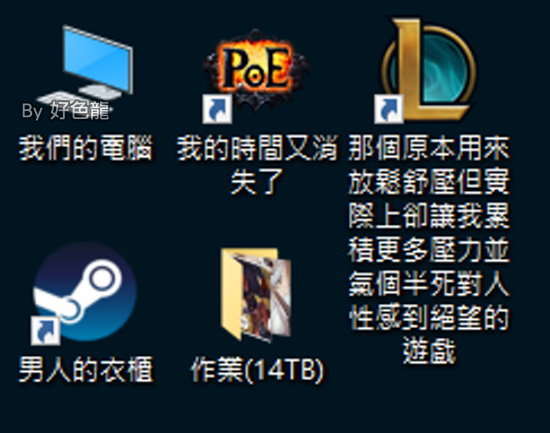 By 好色龍
我們的電腦
PoE
我的時間又消
失了
L
那個原本用來
放鬆舒壓但實
際上卻讓我累
積更多壓力並
氣個半死對人
性感到絕望的
遊戲
男人的衣櫃
作業(14TB)